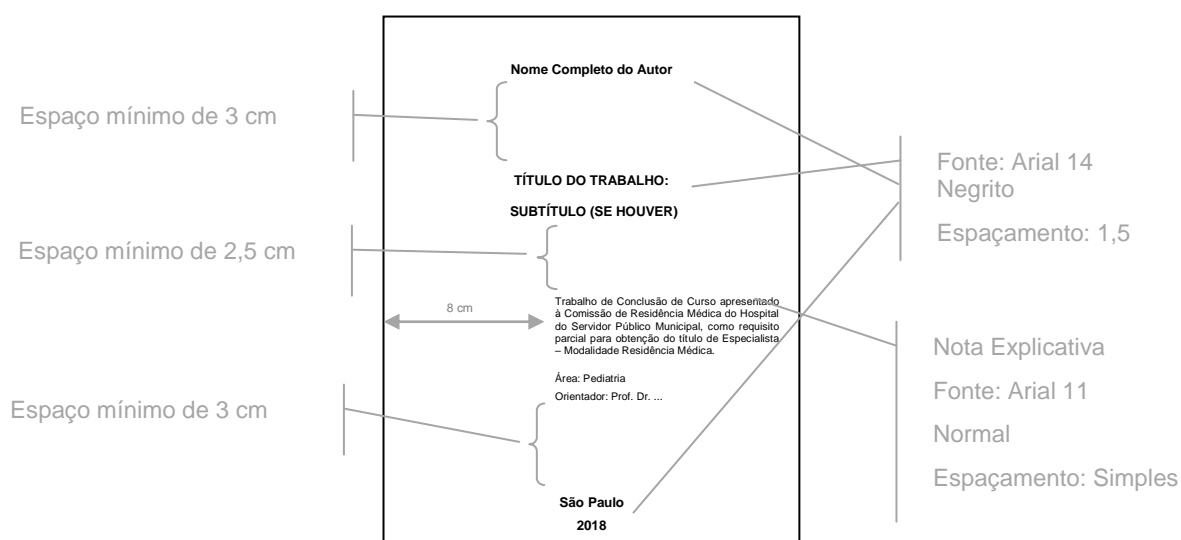 Nome Completo do Autor
Espaço mínimo de 3 cm
Fonte: Arial 14
Negrito
Espaçamento: 1,5
TÍTULO DO TRABALHO:
SUBTÍTULO (SE HOUVER)
Espaço mínimo de 2,5 cm
8 cm
Trabalho de Conclusão de Curso apresentado
à Comissão de Residência Médica do Hospital
do Servidor Público Municipal, como requisito
parcial para obtenção do título de Especialista
– Modalidade Residência Médica.
Área: Pediatria
Orientador: Prof. Dr. ...
Nota Explicativa
Fonte: Arial 11
Normal
Espaçamento: Simples
Espaço mínimo de 3 cm
São Paulo
2018